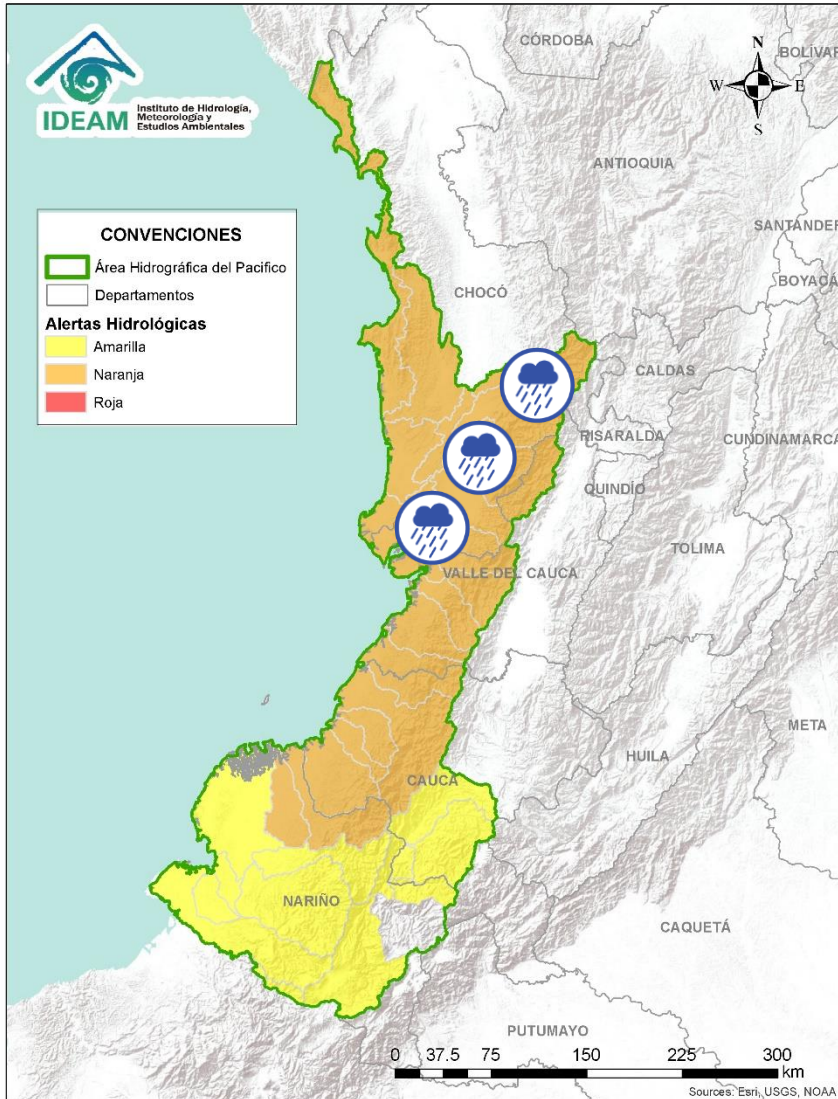 IDEAM
Instituto de Hidrología,
Meteorología y
Estudios Ambientales
N
W
E
S
CÓRDOBA
BOLÍVAR
ANTIOQUIA
SANTANDER
BOYACÁ
CONVENCIONES
Área Hidrográfica del Pacifico
Departamentos
Alertas Hidrológicas
Amarilla
Naranja
Roja
CHOCÓ
CALDAS
RISARALDA
CUNDINAMARCA
QUINDÍO
TOLIMA
VALLE DEL CAUCA
META
HUILA
CAUCA
NARIÑO
CAQUETÁ
PUTUMAYO
0 37.5 75 150 225 300
km
Sources: Esri, USGS, NOAA